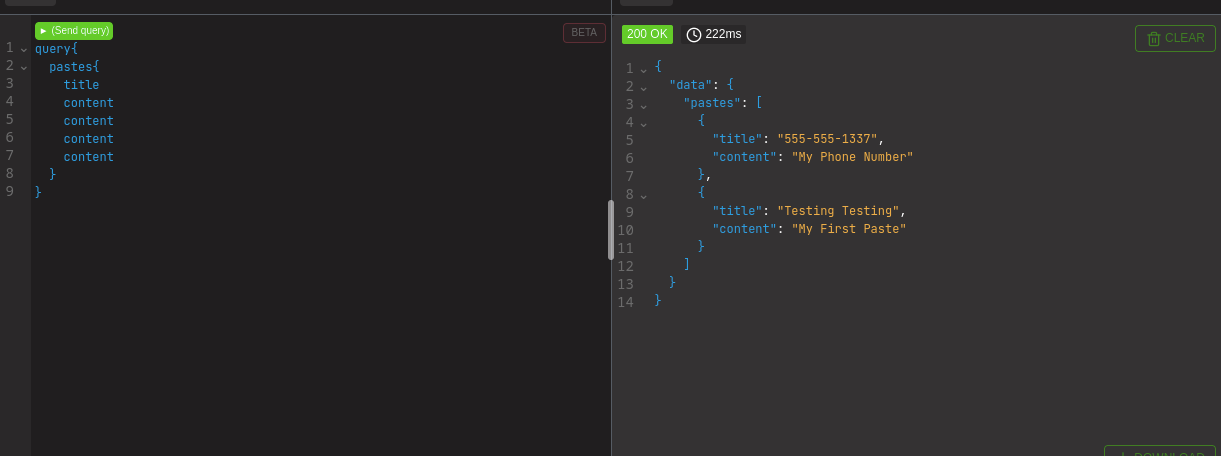 (Send query)
BETA
1 query{
2   pastes{
3     title
4     content
5     content
6     content
7     content
8   }
9 }
200 OK 222ms
CLEAR
1 {
2   "data": {
3     "pastes": [
4       {
5         "title": "555-555-1337",
6         "content": "My Phone Number"
7       },
8       {
9         "title": "Testing Testing",
10         "content": "My First Paste"
11       }
12     ]
13   }
14 }
DOWNLOAD